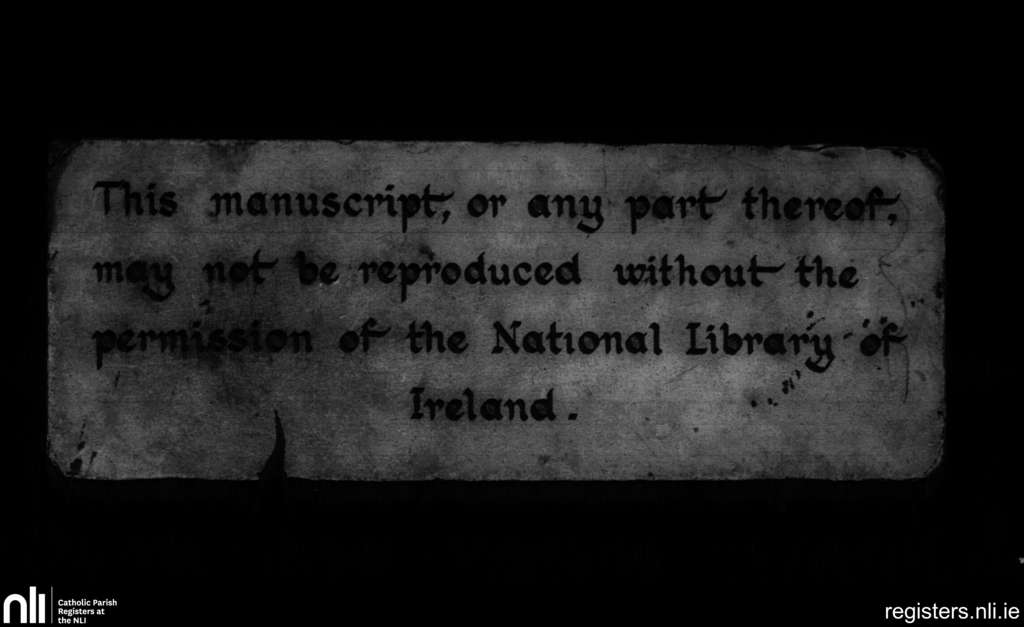 This manuscript, or any part thereof,
may not be reproduced without the
permission of the National Library of
Ireland.
nli
Catholic Parish
Registers at
the NLI
registers.nli.ie